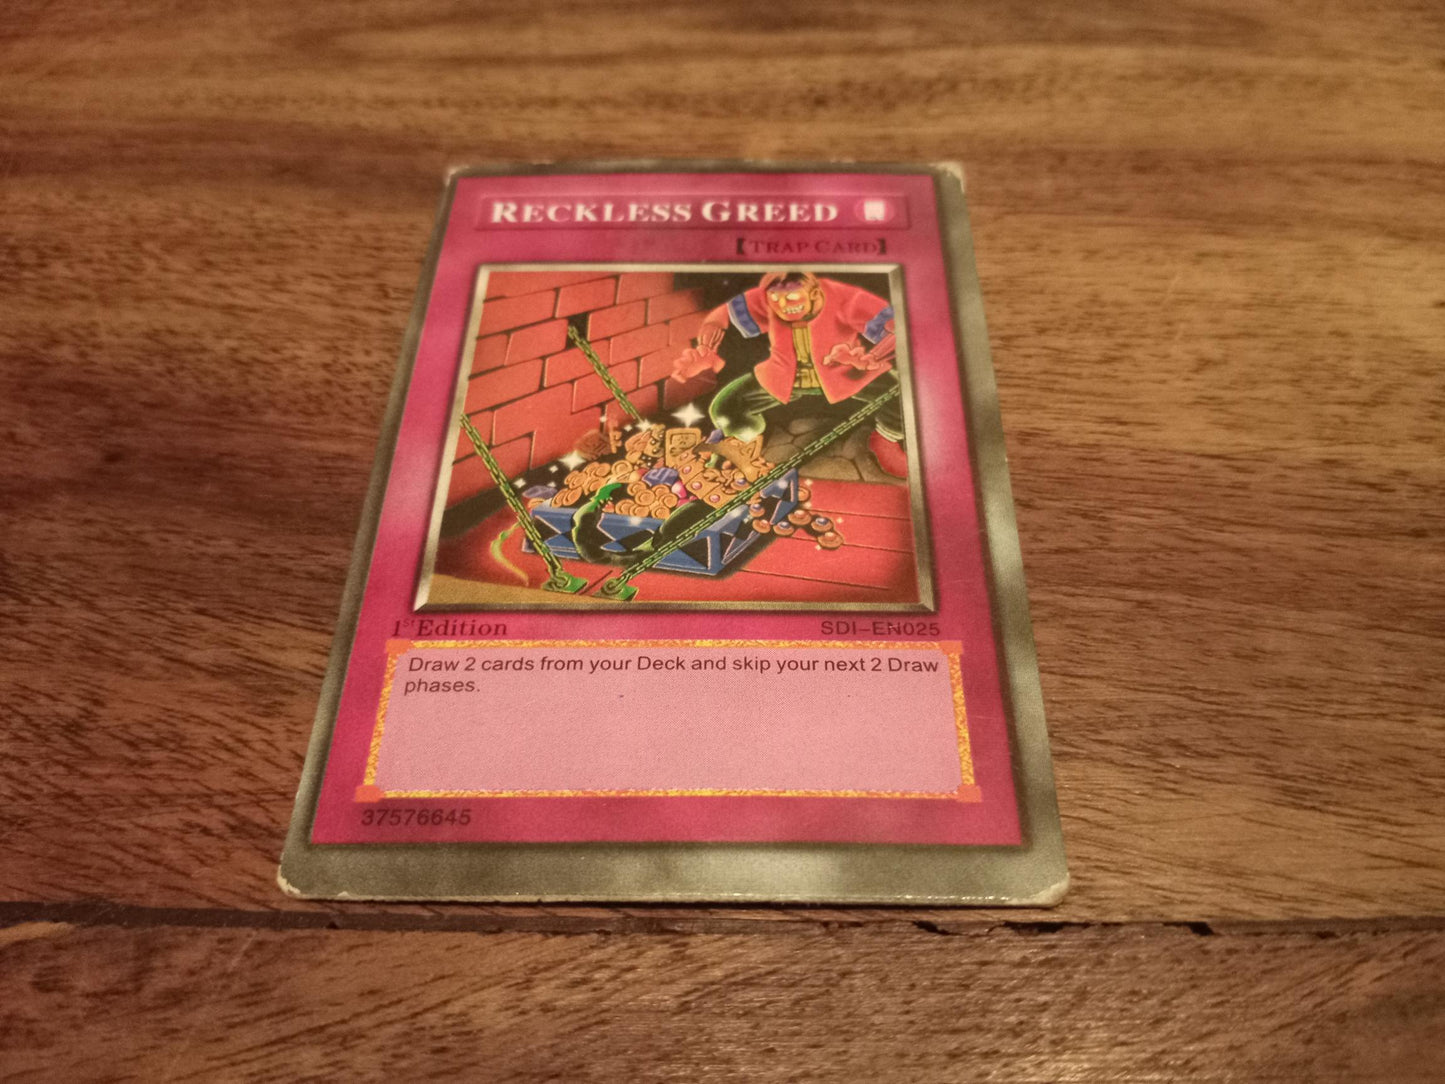 RECKLESS GREED
【TRAP CARD】
1st Edition
SDI-EN025
Draw 2 cards from your Deck and skip your next 2 Draw
phases.
37576645